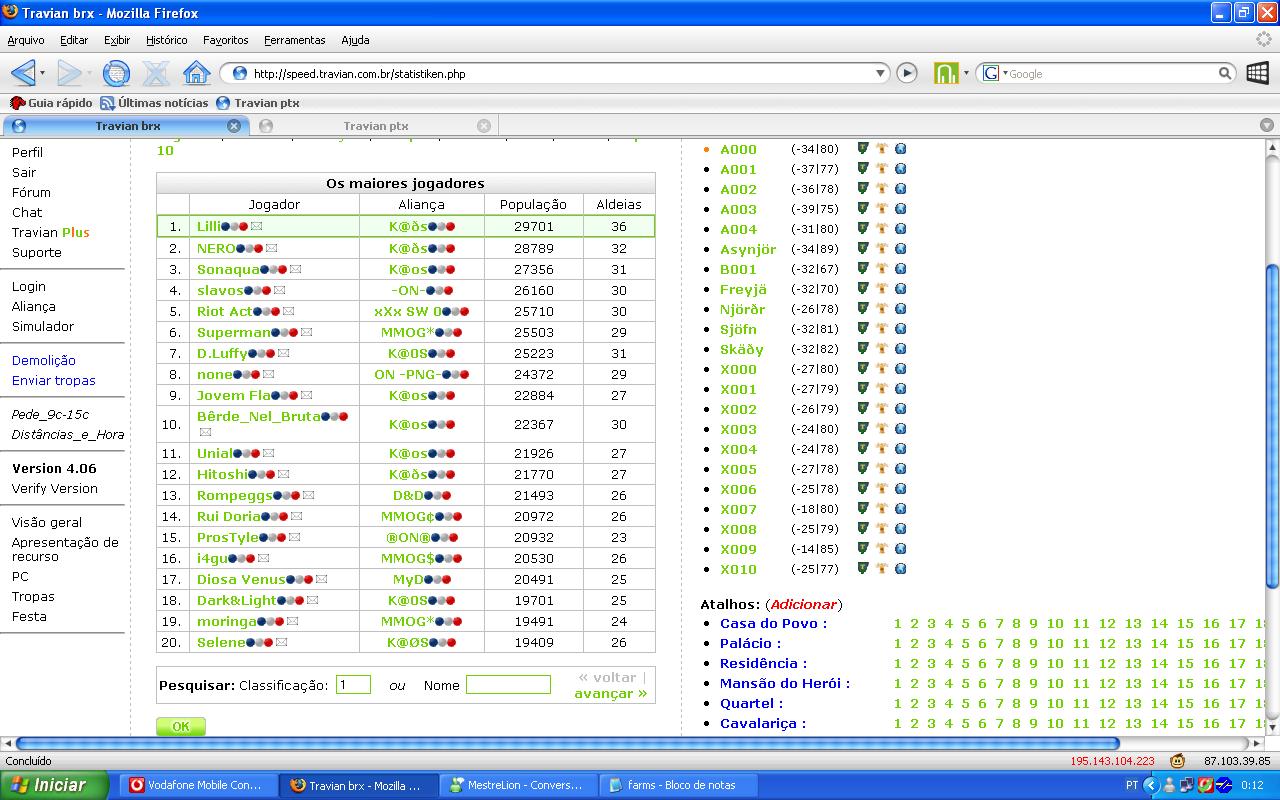 Travian brx - Mozilla Firefox
Arquivo Editar Exibir Histórico Favoritos Ferramentas Ajuda
http://speed.travian.com.br/statistiken.php
Google
Guia rápido Últimas notícias Travian ptx
Travian brx Travian ptx
Perfil
Sair
Fórum
Chat
Travian Plus
Suporte
Login
Aliança
Simulador
Demolição
Enviar tropas
Pede_9c-15c
Distâncias_e_Hora
Version 4.06
Verify Version
Visão geral
Apresentação de
recurso
PC
Tropas
Festa
10
Os maiores jogadores
Jogador Aliança População Aldeias
1. Lilli K@ðs 29701 36
2. NERO K@ðs 28789 32
3. Sonaqua K@os 27356 31
4. slavos -ON- 26160 30
5. Riot Act xXx SW 0 25710 30
6. Superman MMOG* 25503 29
7. D.Luffy K@0S 25223 31
8. none ON -PNG- 24372 29
9. Jovem Fla K@os 22884 27
10. Bêrde_Nel_Bruta K@os 22367 30
11. Unial K@os 21926 27
12. Hitoshi K@ðs 21770 27
13. Rompeggs D&D 21493 26
14. Rui Doria MMOG¢ 20972 26
15. ProsTyle ®ON® 20932 23
16. i4gu MMOG$ 20530 26
17. Diosa Venus MyD 20491 25
18. Dark&Light K@0S 19701 25
19. moringa MMOG* 19491 24
20. Selene K@ØS 19409 26
Pesquisar: Classificação: 1 ou Nome « voltar |
avançar »
OK
A000 (-34|80)
A001 (-37|77)
A002 (-36|78)
A003 (-39|75)
A004 (-31|80)
Asynjör (-34|89)
B001 (-32|67)
Freyjä (-32|70)
Njörðr (-26|78)
Sjöfn (-32|81)
Skäðy (-32|82)
X000 (-27|80)
X001 (-27|79)
X002 (-26|79)
X003 (-24|80)
X004 (-24|78)
X005 (-27|78)
X006 (-25|78)
X007 (-18|80)
X008 (-25|79)
X009 (-14|85)
X010 (-25|77)
Atalhos: (Adicionar)
Casa do Povo : 1 2 3 4 5 6 7 8 9 10 11 12 13 14 15 16 17
Palácio : 1 2 3 4 5 6 7 8 9 10 11 12 13 14 15 16 17
Residência : 1 2 3 4 5 6 7 8 9 10 11 12 13 14 15 16 17
Mansão do Herói : 1 2 3 4 5 6 7 8 9 10 11 12 13 14 15 16 17
Quartel : 1 2 3 4 5 6 7 8 9 10 11 12 13 14 15 16 17
Cavalariça : 1 2 3 4 5 6 7 8 9 10 11 12 13 14 15 16 17
Concluído 195.143.104.223 87.103.39.85
Iniciar Vodafone Mobile Con... Travian brx - Mozilla ... MestreLion - Convers... farms - Bloco de notas PT 0:12